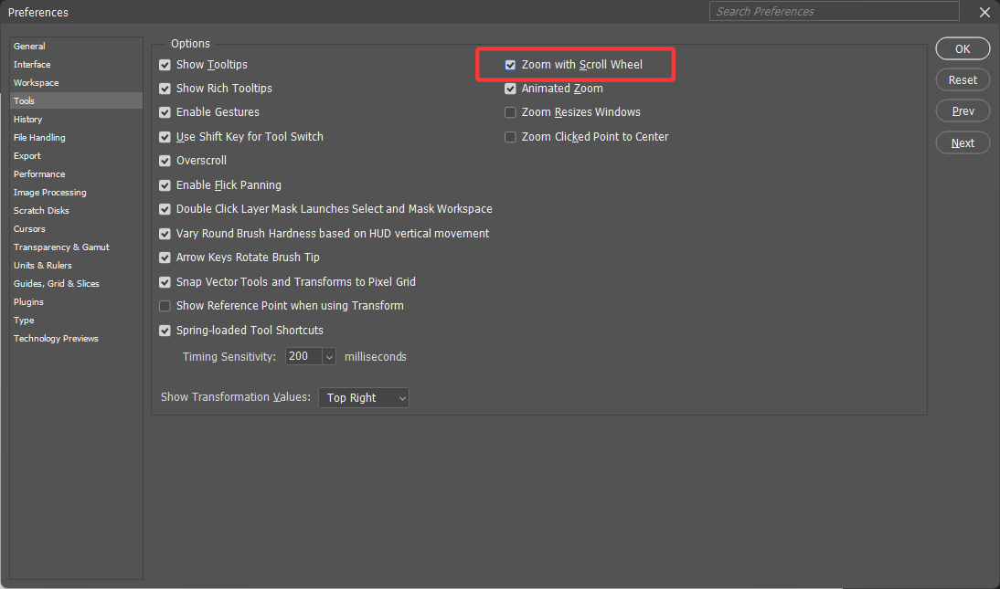 Preferences
Search Preferences
General
Interface
Workspace
Tools
History
File Handling
Export
Performance
Image Processing
Scratch Disks
Cursors
Transparency & Gamut
Units & Rulers
Guides, Grid & Slices
Plugins
Type
Technology Previews
Options
Show Tooltips
Show Rich Tooltips
Enable Gestures
Use Shift Key for Tool Switch
Overscroll
Enable Flick Panning
Double Click Layer Mask Launches Select and Mask Workspace
Vary Round Brush Hardness based on HUD vertical movement
Arrow Keys Rotate Brush Tip
Snap Vector Tools and Transforms to Pixel Grid
Show Reference Point when using Transform
Spring-loaded Tool Shortcuts
Timing Sensitivity: 200 milliseconds
Show Transformation Values: Top Right
Zoom with Scroll Wheel
Animated Zoom
Zoom Resizes Windows
Zoom Clicked Point to Center
OK
Reset
Prev
Next